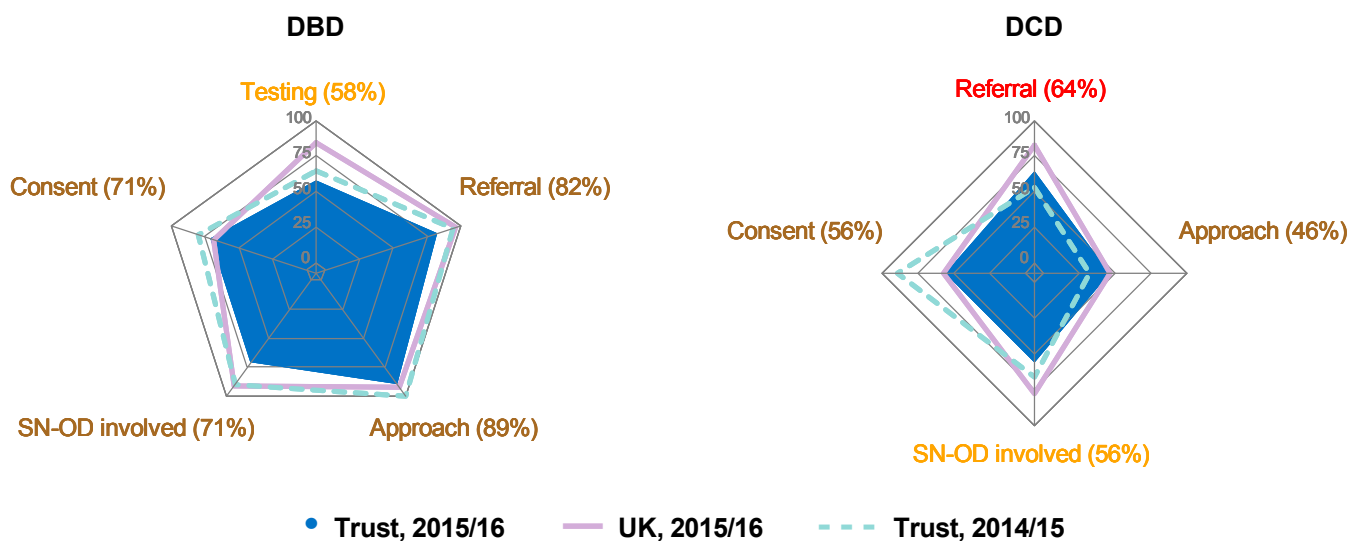 DBD
DCD
Testing (58%)
Referral (64%)
100
75
50
25
0
100
75
50
25
0
Consent (71%)
Referral (82%)
Consent (56%)
Approach (46%)
SN-OD involved (71%)
Approach (89%)
SN-OD involved (56%)
Trust, 2015/16
UK, 2015/16
Trust, 2014/15